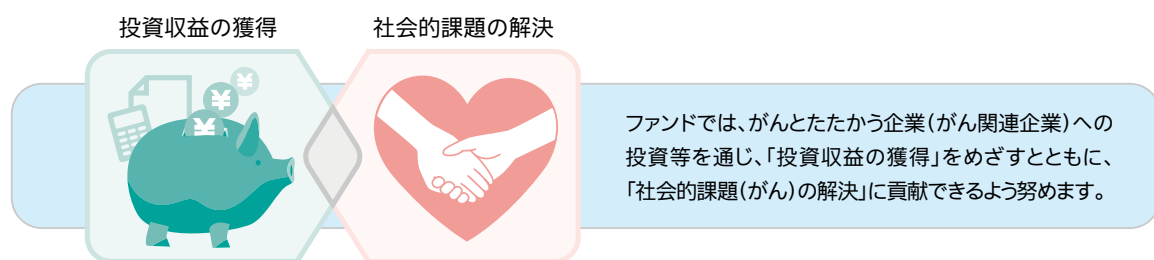 投資収益の獲得
社会的課題の解決
¥
¥
¥
ファンドでは、がんとたたかう企業(がん関連企業)への
投資等を通じ、「投資収益の獲得」をめざすとともに、
「社会的課題(がん)の解決」に貢献できるよう努めます。